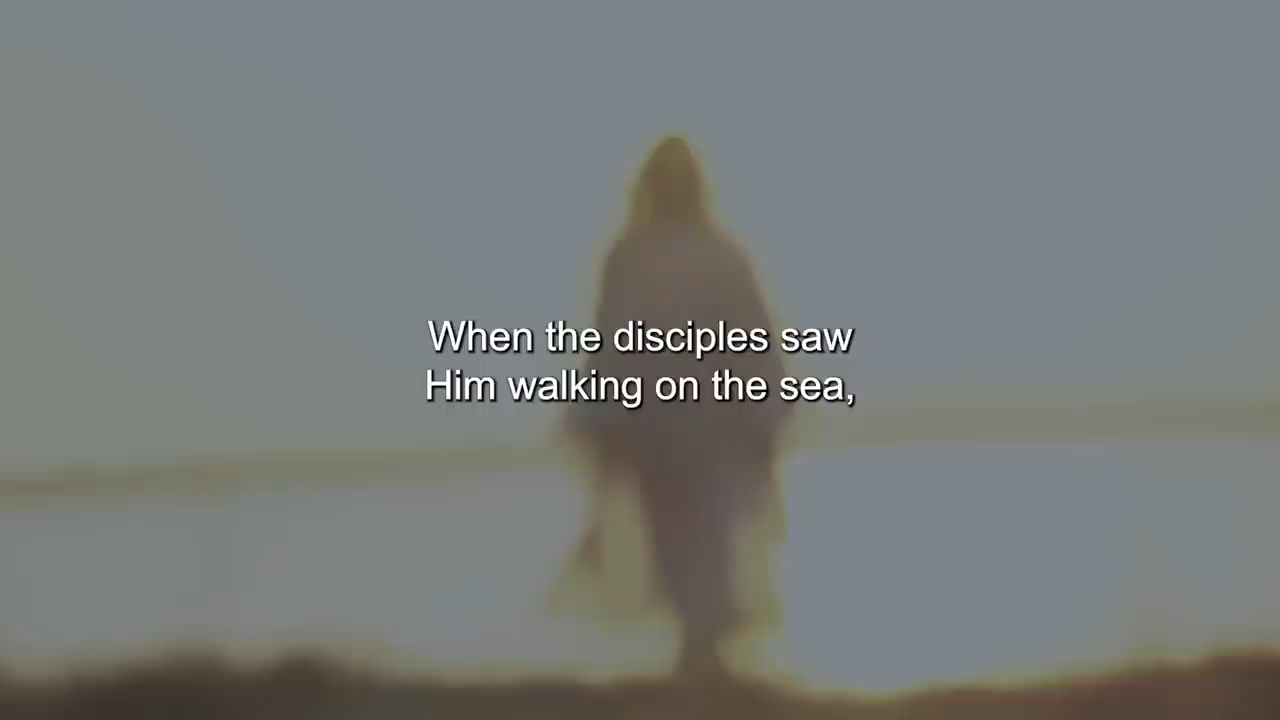 When the disciples saw
Him walking on the sea,